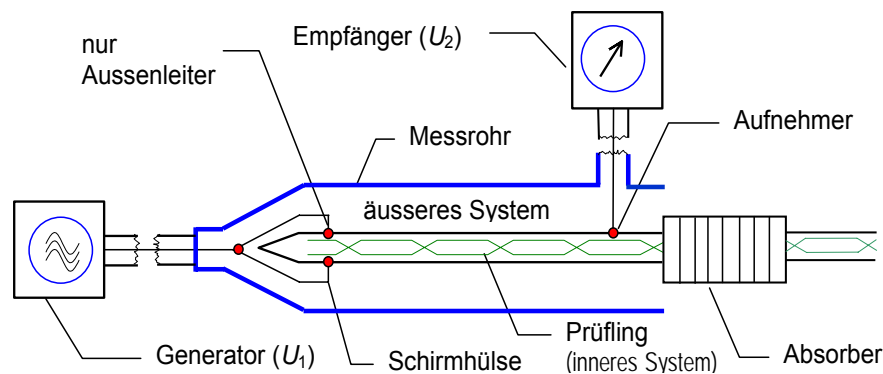 nur
Aussenleiter
Empfänger (U2)
Messrohr
Aufnehmer
äusseres System
Generator (U1)
Schirmhülse
Prüfling
(inneres System)
Absorber